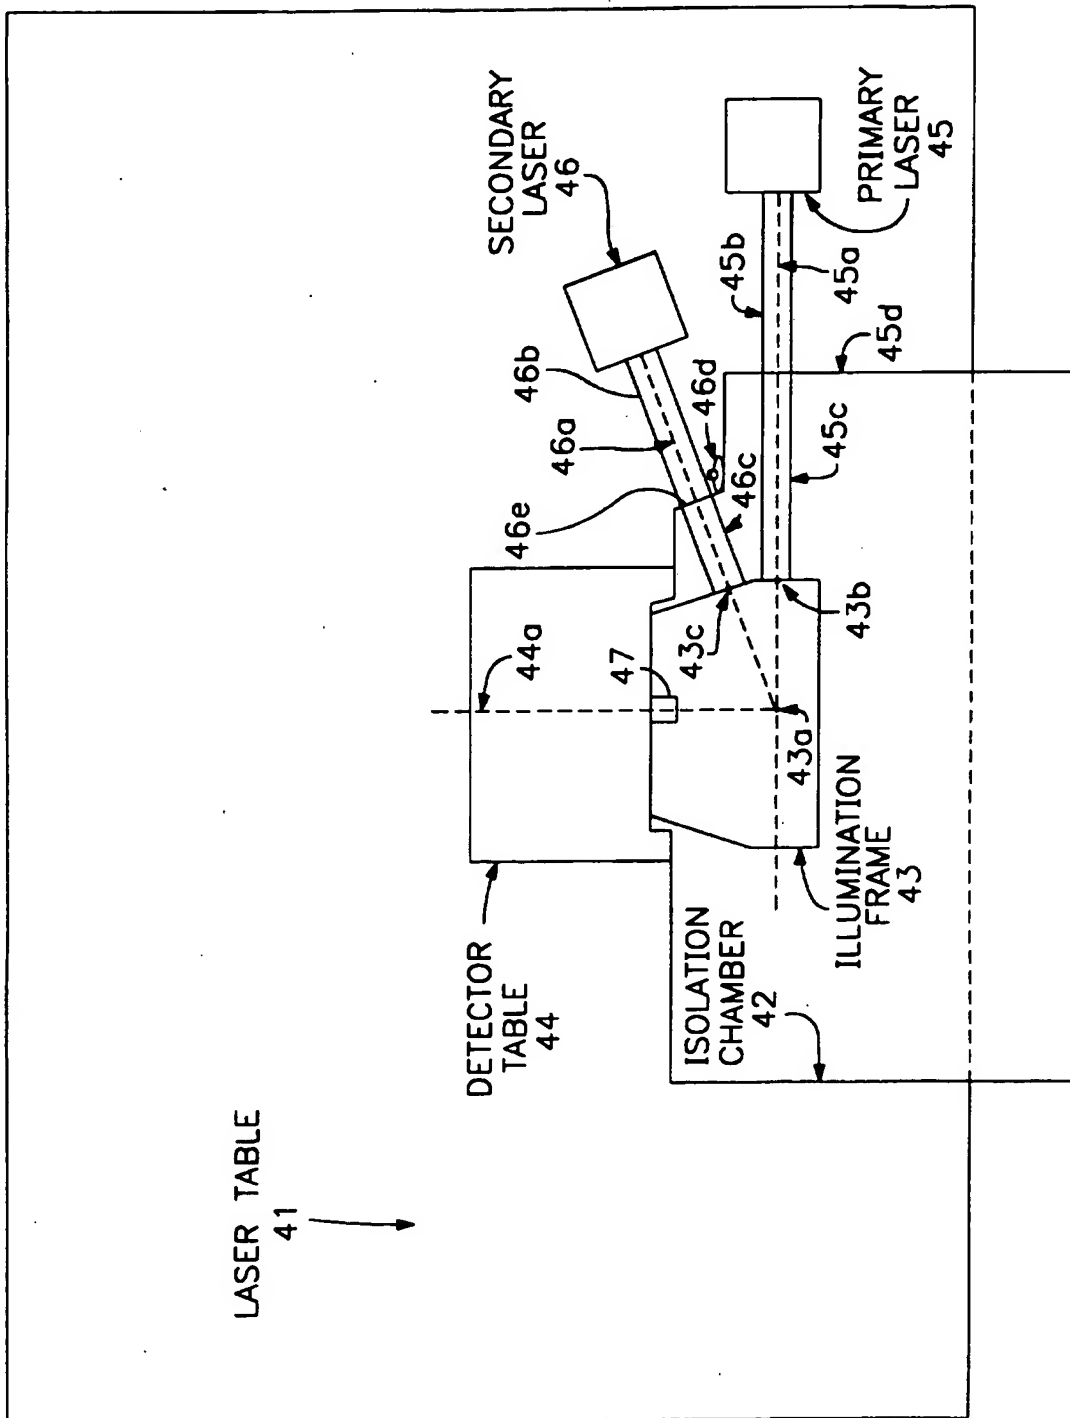 LASER TABLE
41
DETECTOR
TABLE
44
ISOLATION
CHAMBER
42
ILLUMINATION
FRAME
43
44a
47
43a
43c
43b
46e
46a
46b
46d
46c
SECONDARY
LASER
46
45b
45a
45d
45c
PRIMARY
LASER
45